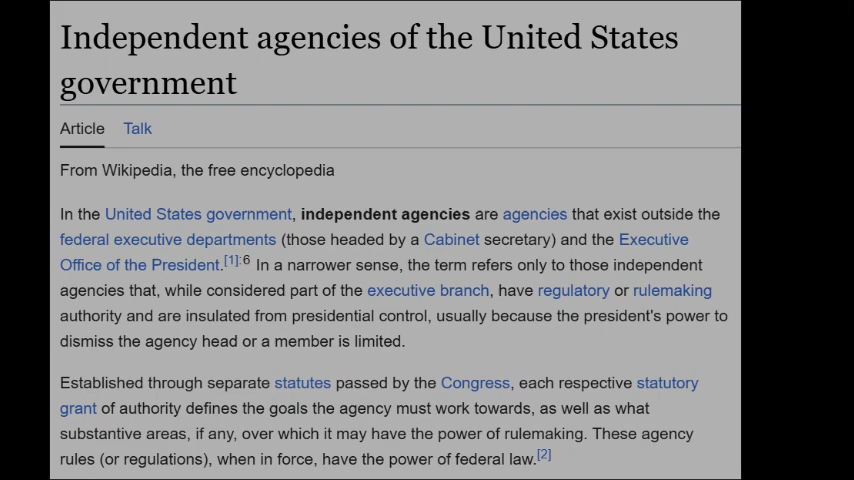 Independent agencies of the United States
government
Article Talk
From Wikipedia, the free encyclopedia
In the United States government, independent agencies are agencies that exist outside the
federal executive departments (those headed by a Cabinet secretary) and the Executive
Office of the President.[1]:6 In a narrower sense, the term refers only to those independent
agencies that, while considered part of the executive branch, have regulatory or rulemaking
authority and are insulated from presidential control, usually because the president's power to
dismiss the agency head or a member is limited.
Established through separate statutes passed by the Congress, each respective statutory
grant of authority defines the goals the agency must work towards, as well as what
substantive areas, if any, over which it may have the power of rulemaking. These agency
rules (or regulations), when in force, have the power of federal law.[2]